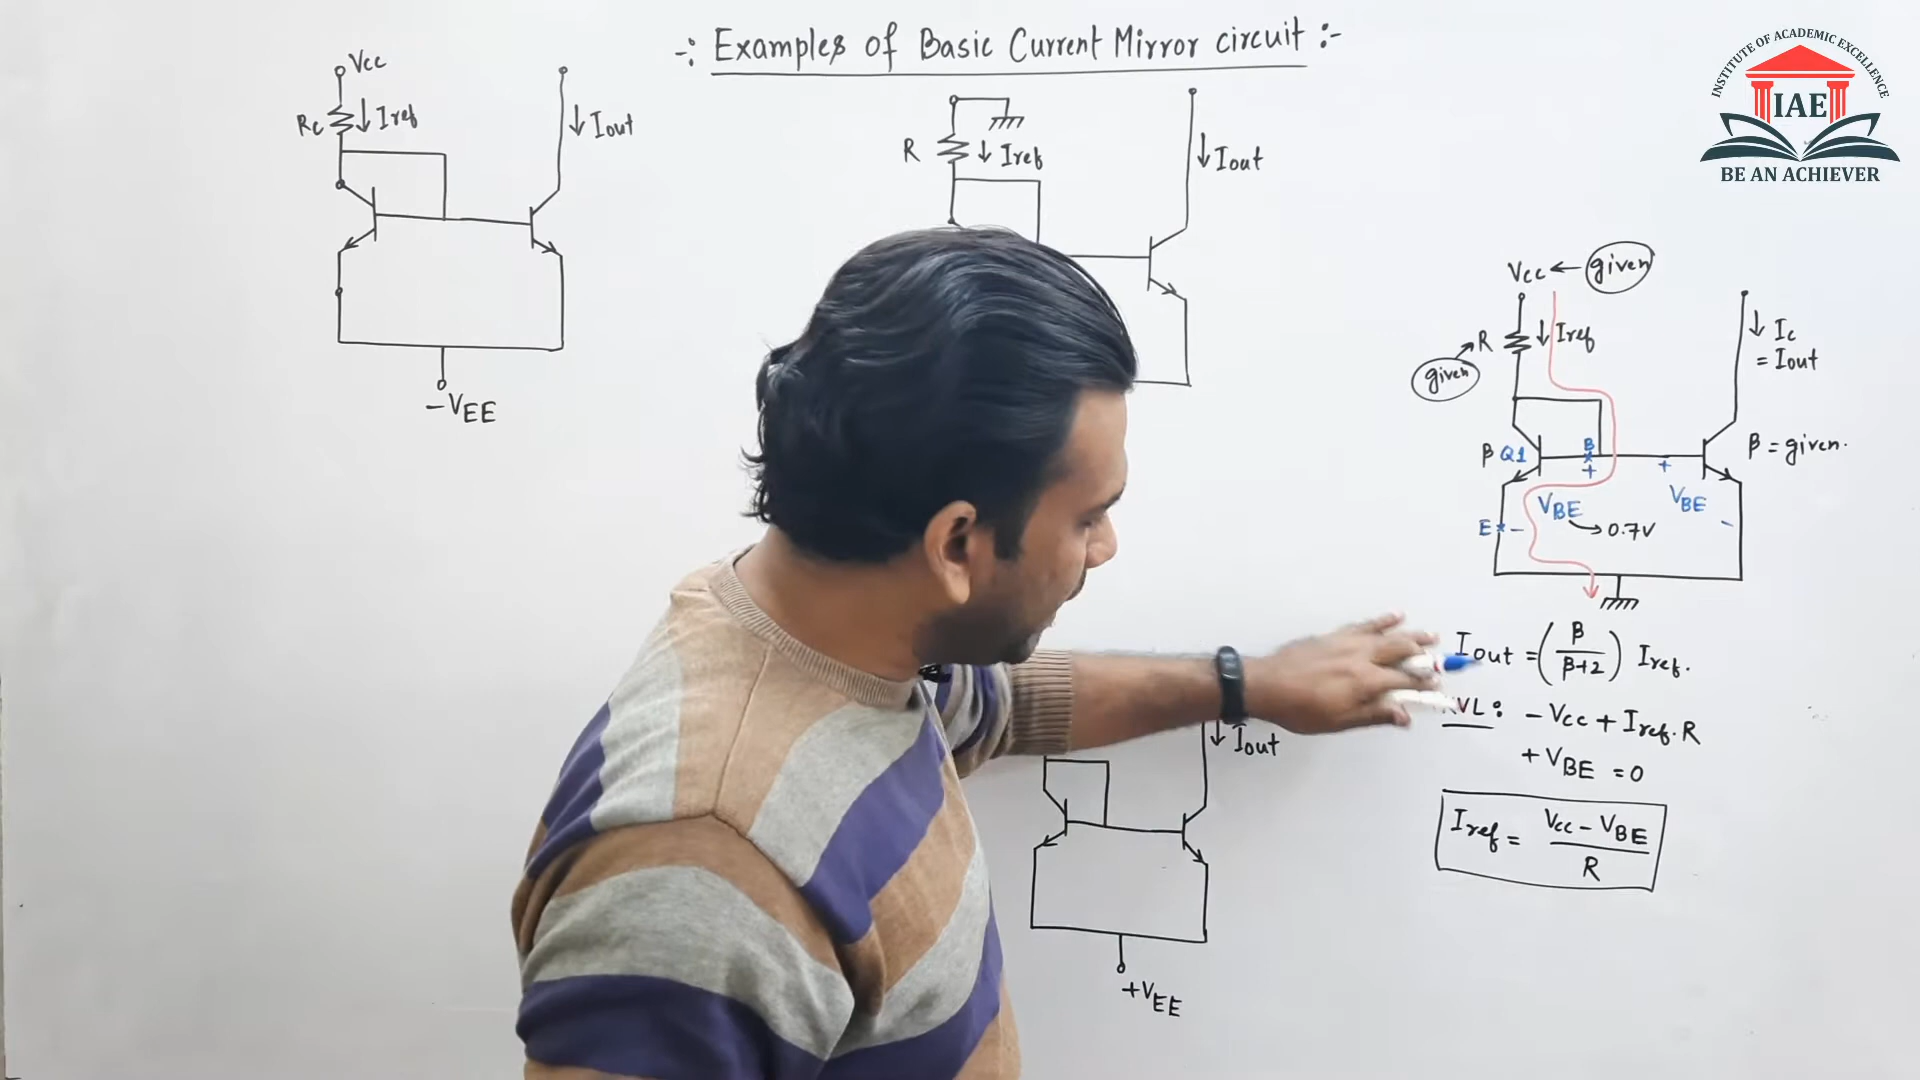 -: Examples of Basic Current Mirror circuit :-
INSTITUTE OF ACADEMIC EXCELLENCE
IAE
BE AN ACHIEVER
Vcc
Rc ↓ Iref
↓ Iout
-VEE
R ↓ Iref
↓ Iout
↓ Iout
+VEE
Vcc ← given
given → R ↓ Iref
↓ Ic
= Iout
β Q1
B
+
+
β = given.
VBE
→ 0.7V
E -
VBE
-
Iout = (β/β+2) Iref.
KVL: -Vcc + Iref.R
+ VBE = 0
Iref = Vcc - VBE / R